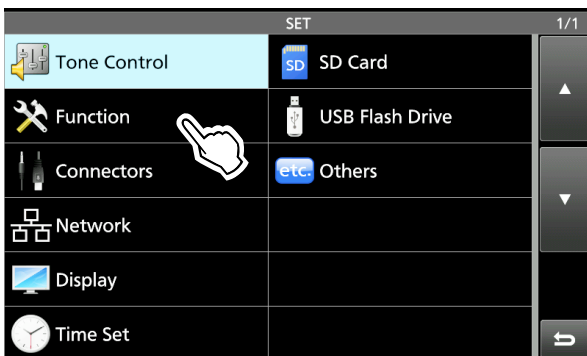 SET
1/1
Tone Control
SD SD Card
Function
USB Flash Drive
Connectors
etc. Others
Network
Display
Time Set